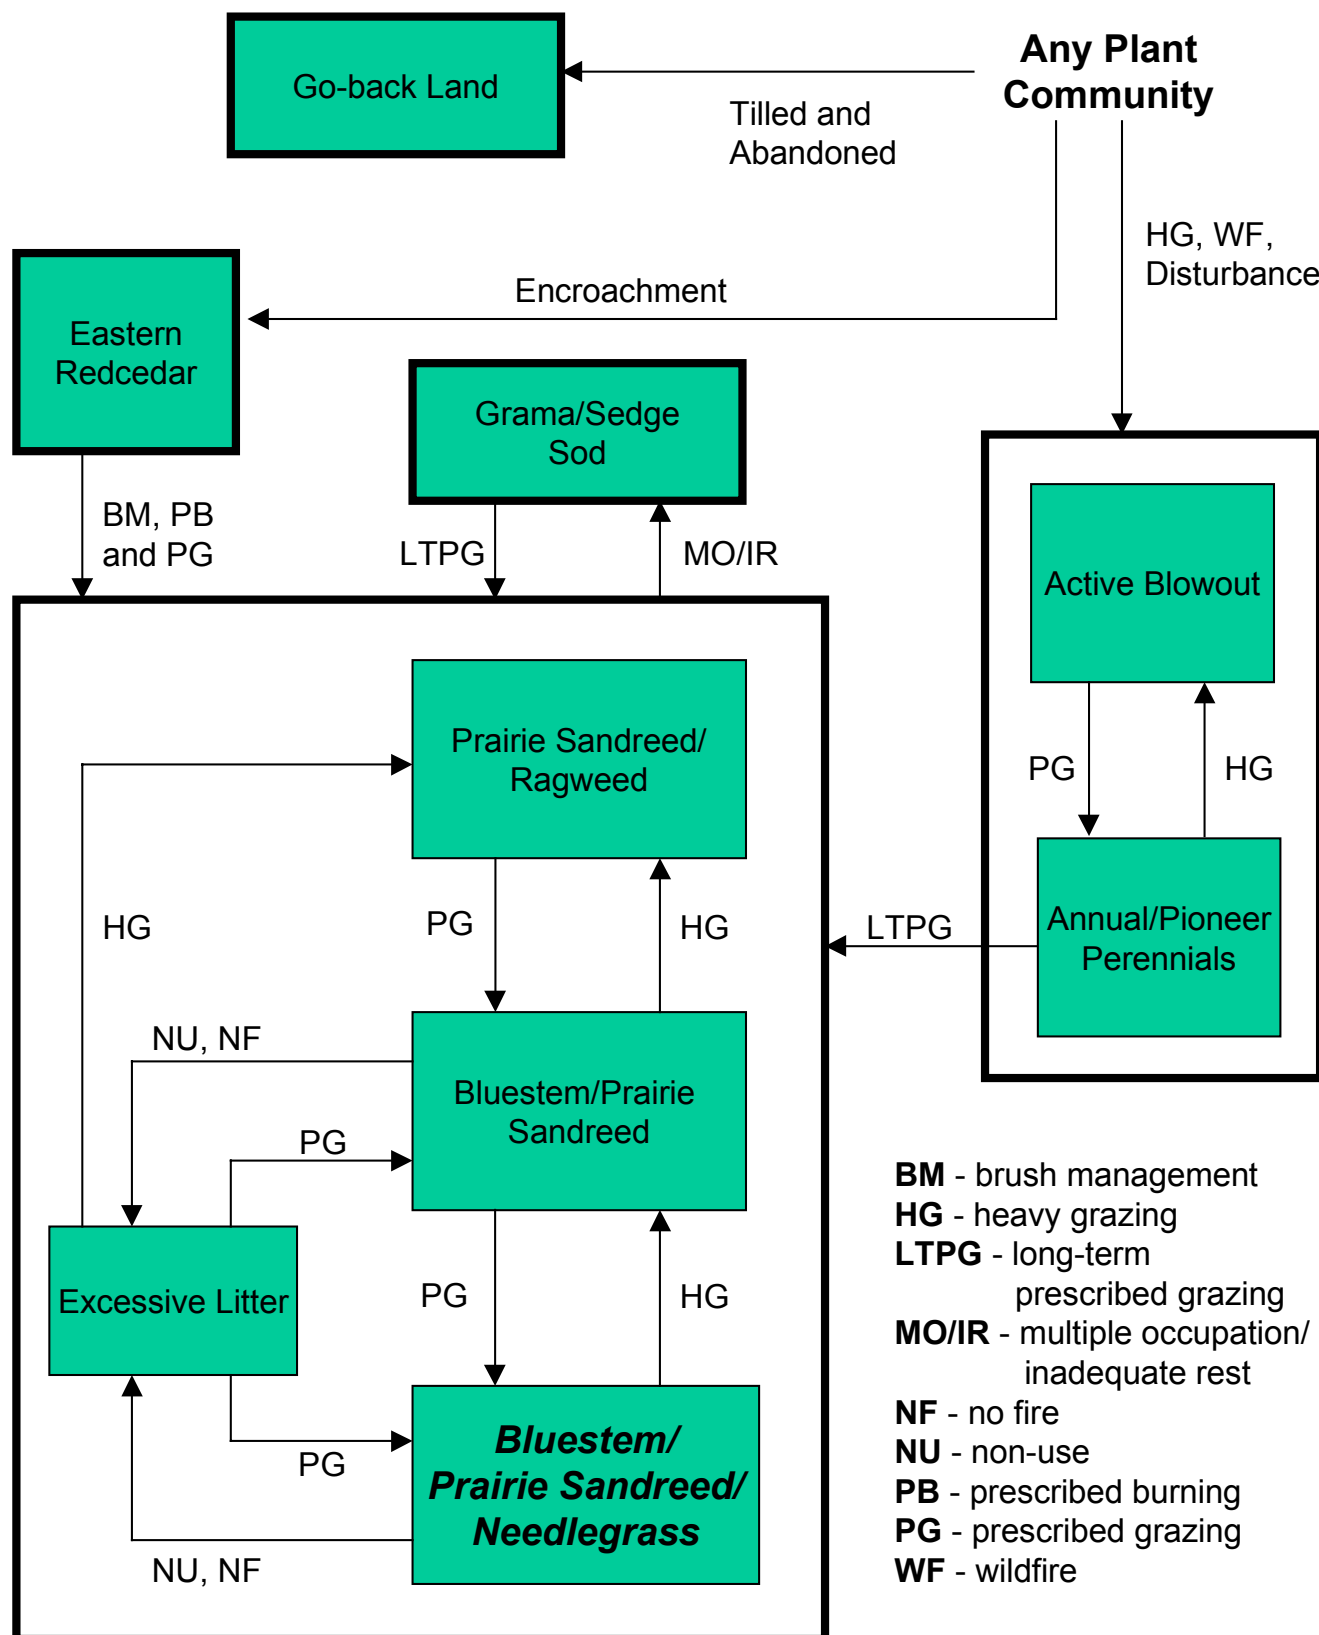 Any Plant
Community
Go-back Land
Tilled and
Abandoned
HG, WF,
Disturbance
Encroachment
Eastern
Redcedar
Grama/Sedge
Sod
BM, PB
and PG
LTPG
MO/IR
Active Blowout
PG
HG
Annual/Pioneer
Perennials
LTPG
Prairie Sandreed/
Ragweed
HG
PG
HG
NU, NF
Bluestem/Prairie
Sandreed
PG
Excessive Litter
PG
HG
PG
Bluestem/
Prairie Sandreed/
Needlegrass
NU, NF
BM - brush management
HG - heavy grazing
LTPG - long-term
prescribed grazing
MO/IR - multiple occupation/
inadequate rest
NF - no fire
NU - non-use
PB - prescribed burning
PG - prescribed grazing
WF - wildfire